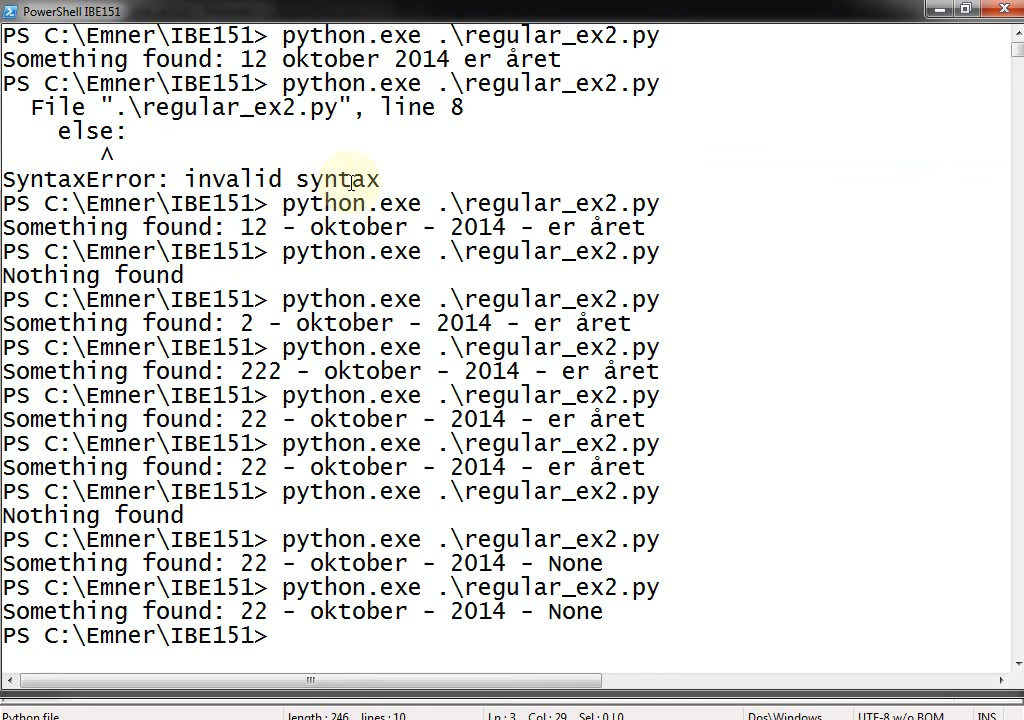 PowerShell IBE151
PS C:\Emner\IBE151> python.exe .\regular_ex2.py
Something found: 12 oktober 2014 er året
PS C:\Emner\IBE151> python.exe .\regular_ex2.py
  File ".\regular_ex2.py", line 8
    else:
       ^
SyntaxError: invalid syntax
PS C:\Emner\IBE151> python.exe .\regular_ex2.py
Something found: 12 - oktober - 2014 - er året
PS C:\Emner\IBE151> python.exe .\regular_ex2.py
Nothing found
PS C:\Emner\IBE151> python.exe .\regular_ex2.py
Something found: 2 - oktober - 2014 - er året
PS C:\Emner\IBE151> python.exe .\regular_ex2.py
Something found: 222 - oktober - 2014 - er året
PS C:\Emner\IBE151> python.exe .\regular_ex2.py
Something found: 22 - oktober - 2014 - er året
PS C:\Emner\IBE151> python.exe .\regular_ex2.py
Something found: 22 - oktober - 2014 - er året
PS C:\Emner\IBE151> python.exe .\regular_ex2.py
Nothing found
PS C:\Emner\IBE151> python.exe .\regular_ex2.py
Something found: 22 - oktober - 2014 - None
PS C:\Emner\IBE151> python.exe .\regular_ex2.py
Something found: 22 - oktober - 2014 - None
PS C:\Emner\IBE151>
Python file length : 246 lines : 10 Ln : 3 Col : 29 Sel : 0 | 0 Dos\Windows UTF-8 w/o BOM INS